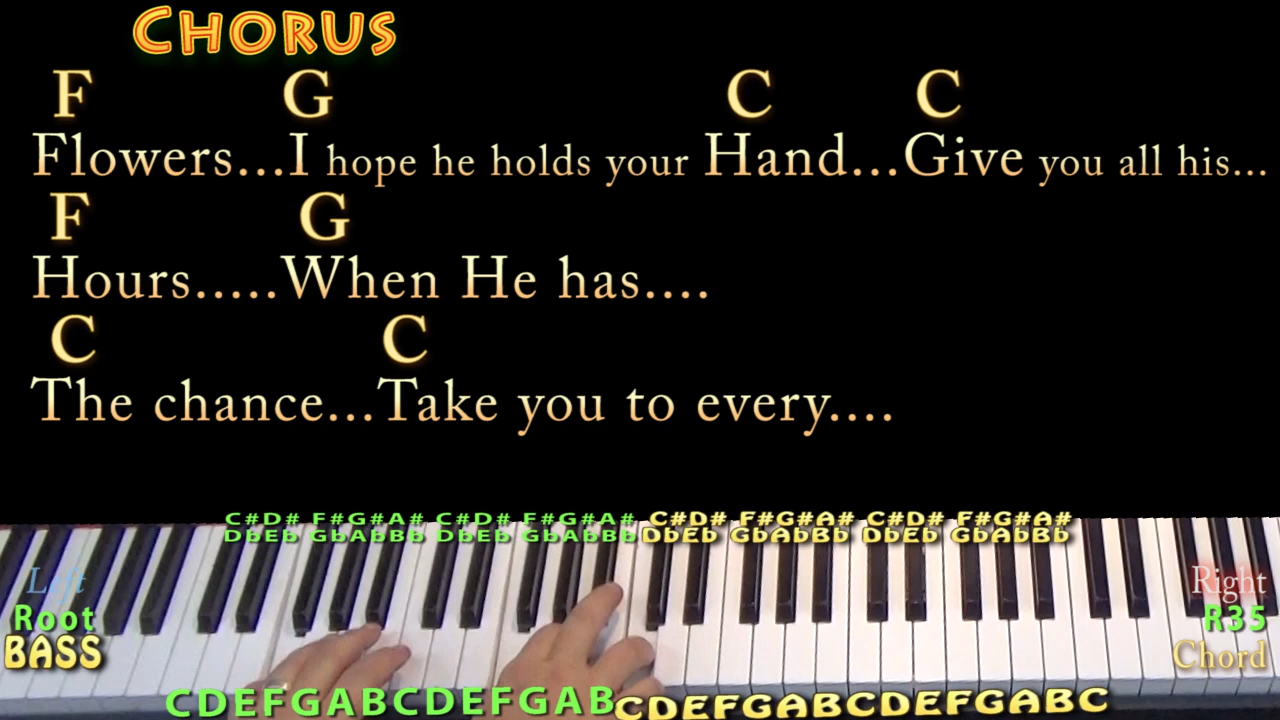 CHORUS
F G C C
Flowers...I hope he holds your Hand...Give you all his...
F G
Hours.....When He has....
C C
The chance...Take you to every....
C#D# F#G#A# C#D# F#G#A# C#D# F#G#A# C#D# F#G#A#
DbEb GbAbBb DbEb GbAbBb DbEb GbAbBb DbEb GbAbBb
Left Right
Root R35
BASS Chord
CDEFGABCDEFGABCDEFGABCDEFGABC